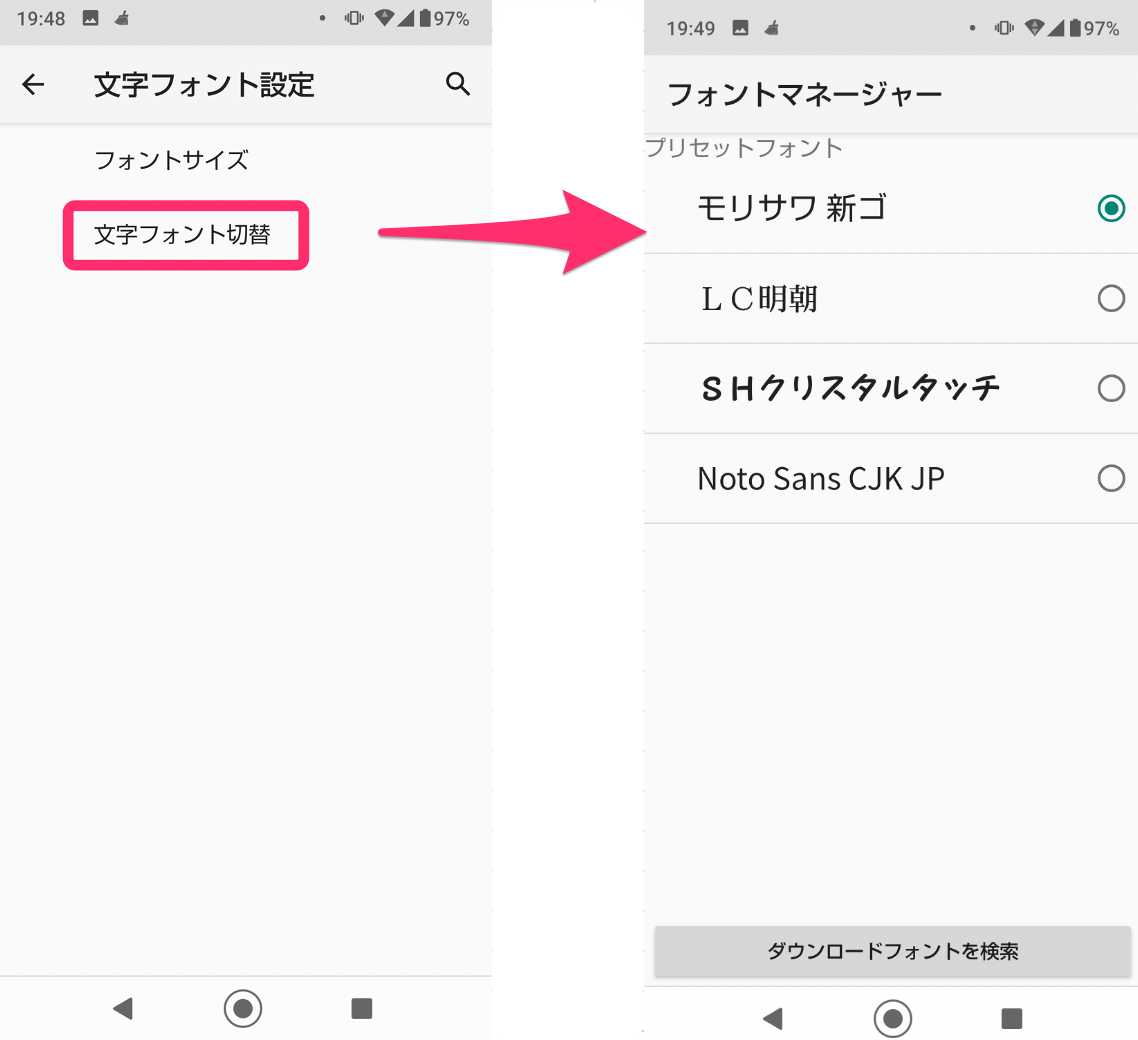 19:48
97%
文字フォント設定
フォントサイズ
文字フォント切替
19:49
97%
フォントマネージャー
プリセットフォント
モリサワ 新ゴ
ＬＣ明朝
ＳＨクリスタルタッチ
Noto Sans CJK JP
ダウンロードフォントを検索